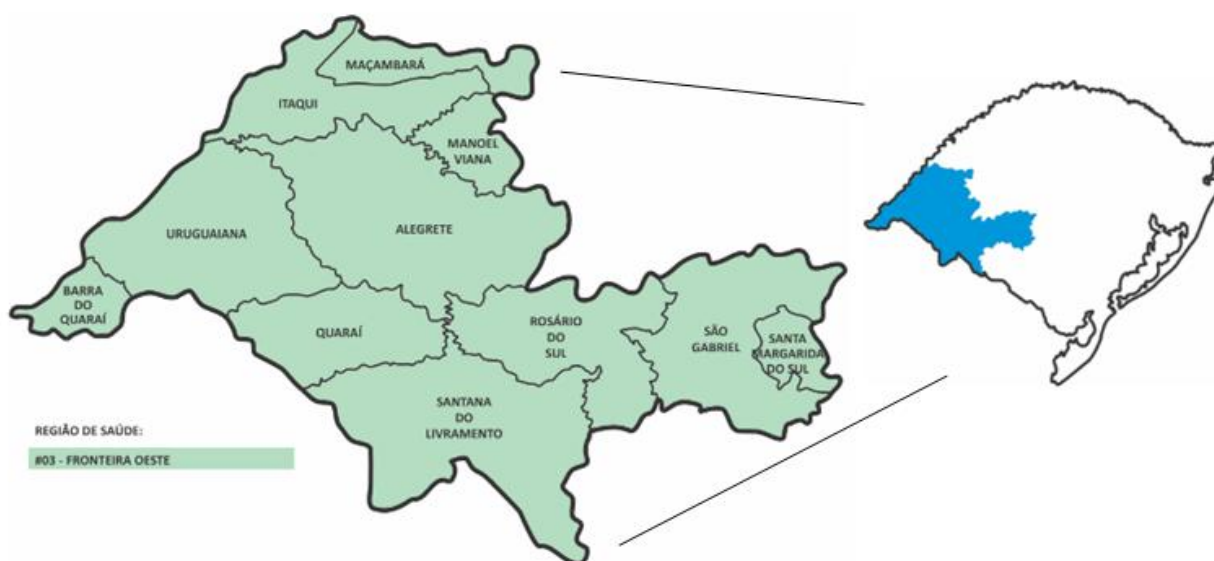 MAÇAMBARÁ
ITAQUI
MANOEL
VIANA
URUGUAIANA
ALEGRETE
BARRA
DO
QUARAÍ
QUARAÍ
ROSÁRIO
DO
SUL
SÃO
GABRIEL
SANTA
MARGARIDA
DO SUL
SANTANA
DO
LIVRAMENTO
REGIÃO DE SAÚDE:
#03 - FRONTEIRA OESTE